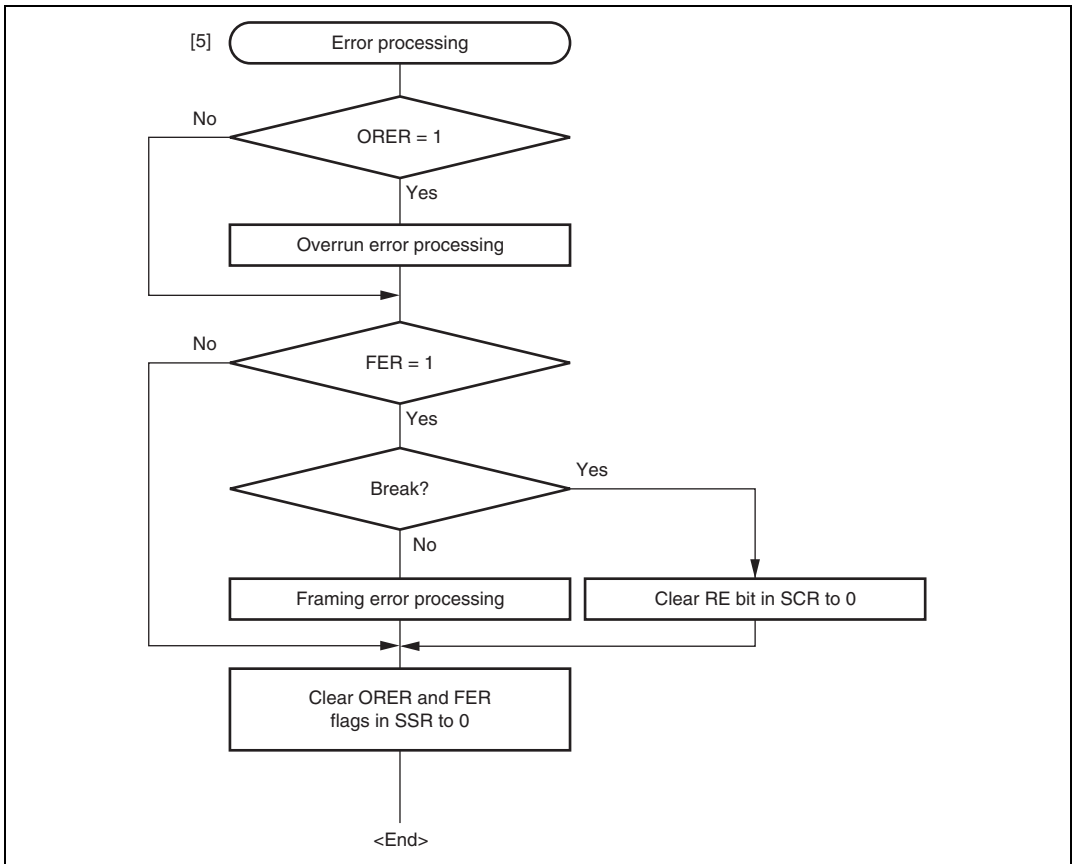 [5] Error processing
No
ORER = 1
Yes
Overrun error processing
No
FER = 1
Yes
Break?
Yes
No
Framing error processing
Clear RE bit in SCR to 0
Clear ORER and FER
flags in SSR to 0
<End>